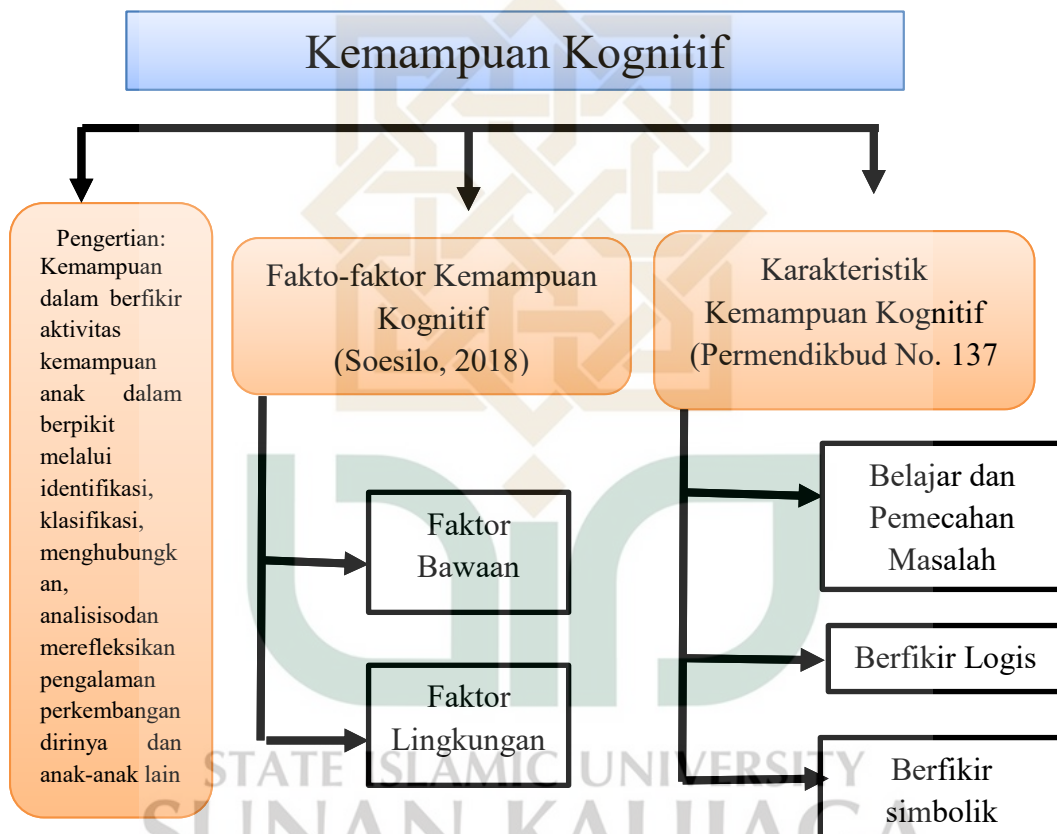 Kemampuan Kognitif
Pengertian:
Kemampuan
dalam berfikir
aktivitas
kemampuan
anak dalam
berpikit
melalui
identifikasi,
klasifikasi,
menghubungk
an,
analisisodan
merefleksikan
pengalaman
perkembangan
dirinya dan
anak-anak lain
Fakto-faktor Kemampuan
Kognitif
(Soesilo, 2018)
Faktor
Bawaan
Faktor
Lingkungan
Karakteristik
Kemampuan Kognitif
(Permendikbud No. 137
Belajar dan
Pemecahan
Masalah
Berfikir Logis
Berfikir
simbolik
STATE ISLAMIC UNIVERSITY
SUNAN KALIJAGA